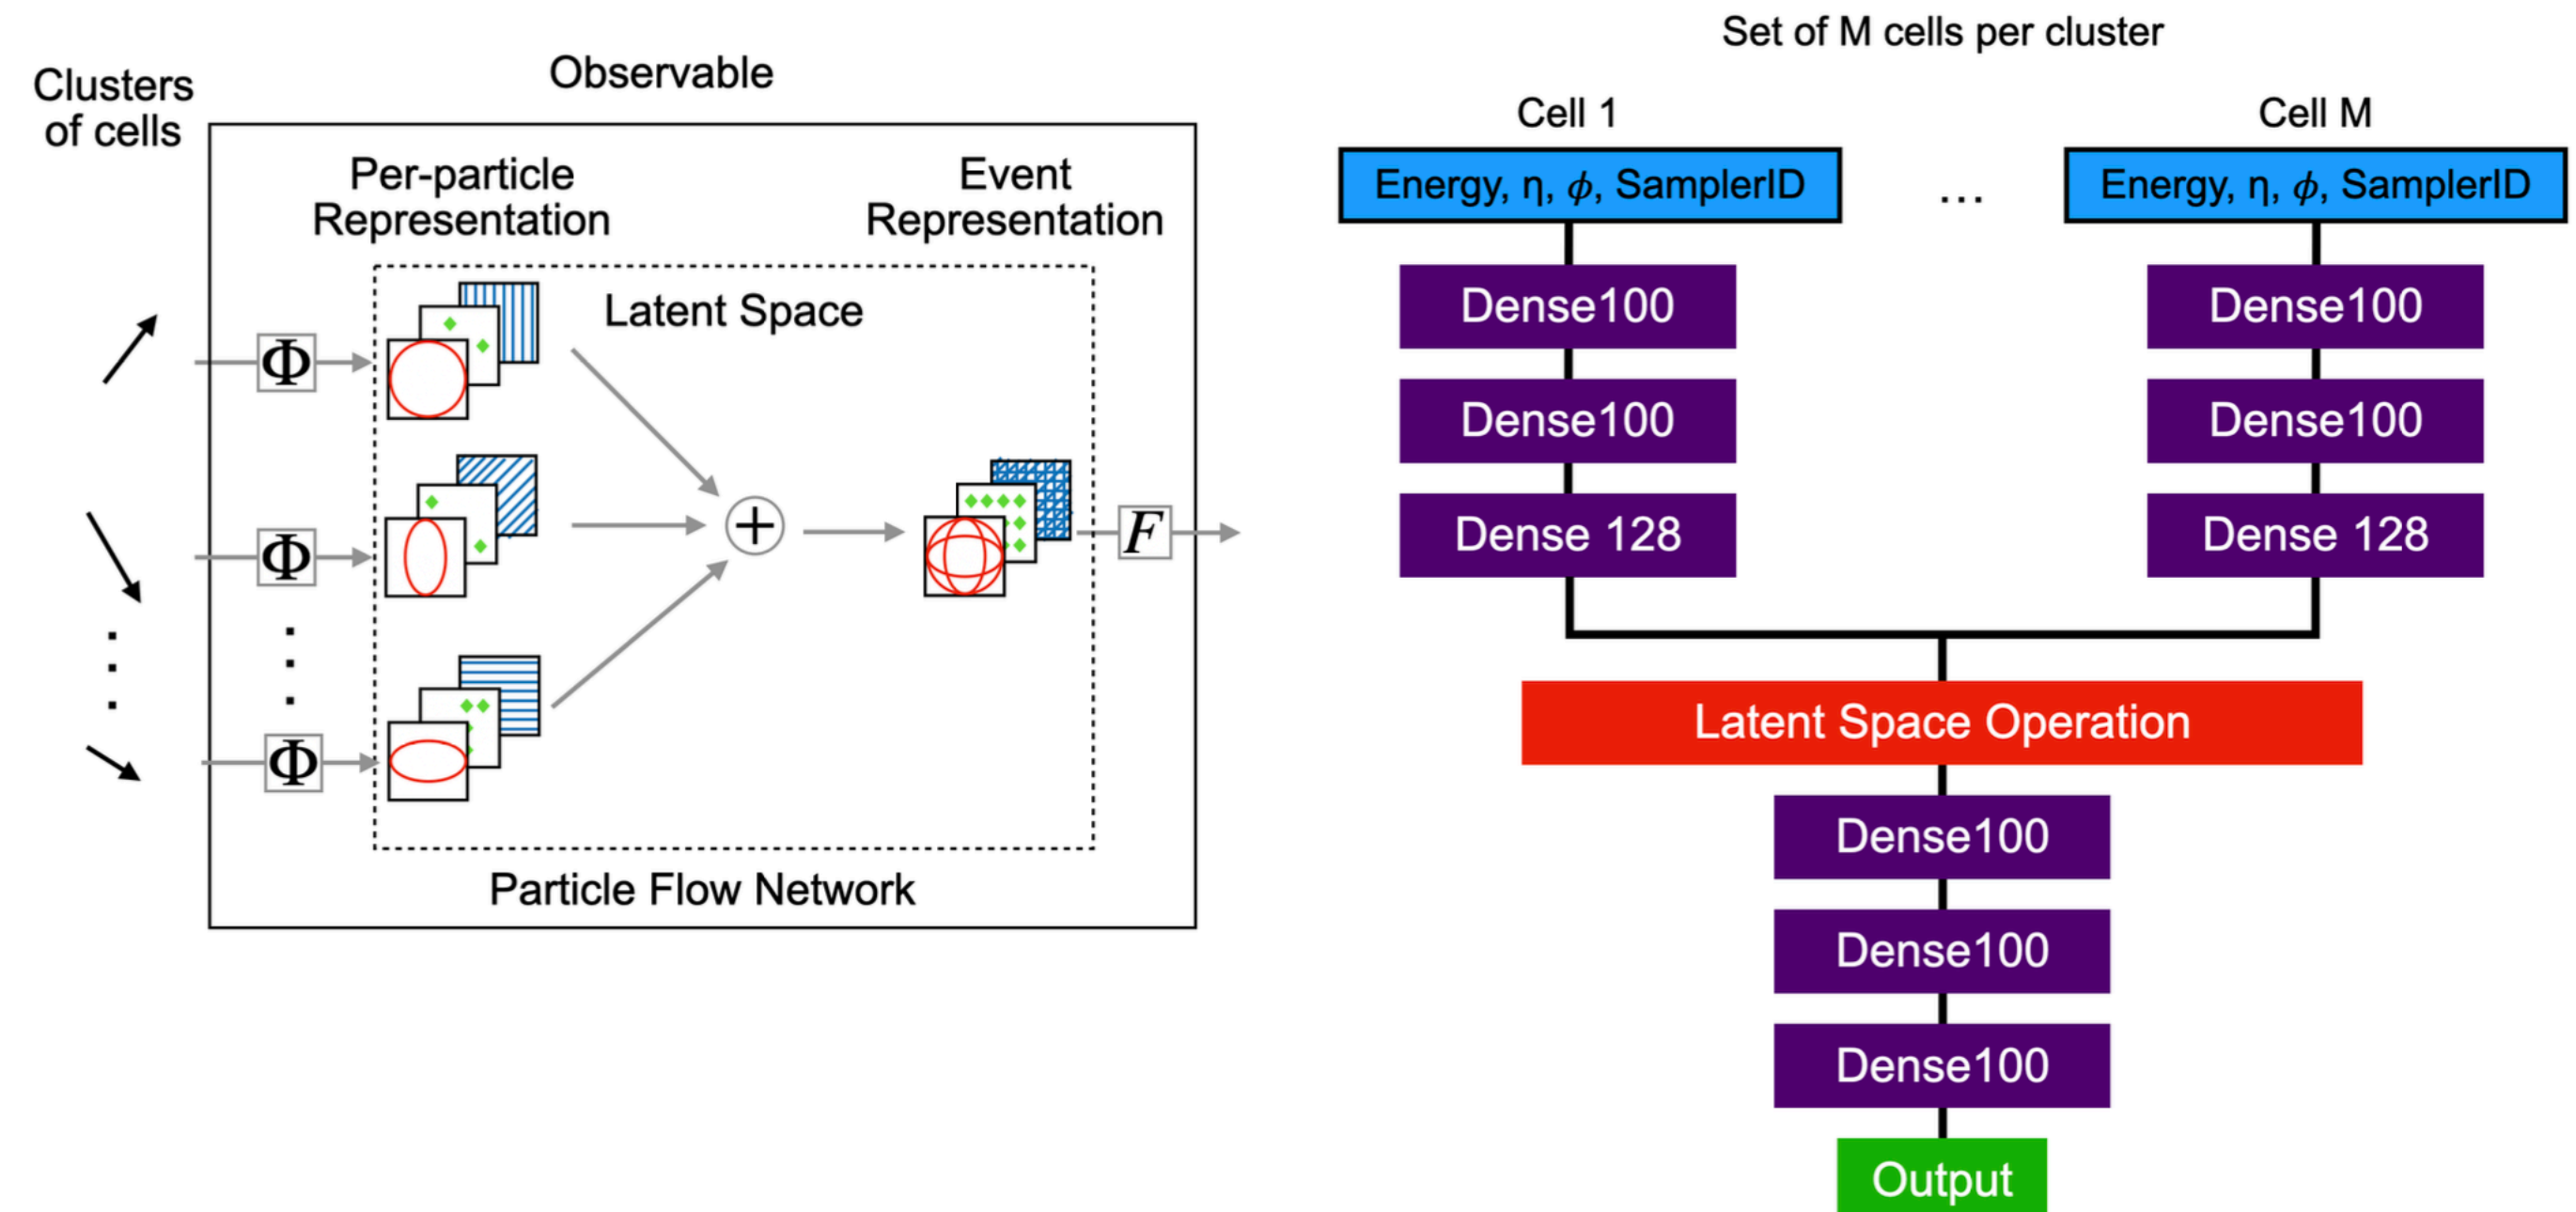 Clusters
of cells
Observable
Per-particle
Representation
Event
Representation
Latent Space
Φ
Φ
Φ
+
F
Particle Flow Network
Set of M cells per cluster
Cell 1
Cell M
Energy, η, ϕ, SamplerID
...
Energy, η, ϕ, SamplerID
Dense100
Dense100
Dense100
Dense100
Dense 128
Dense 128
Latent Space Operation
Dense100
Dense100
Dense100
Output